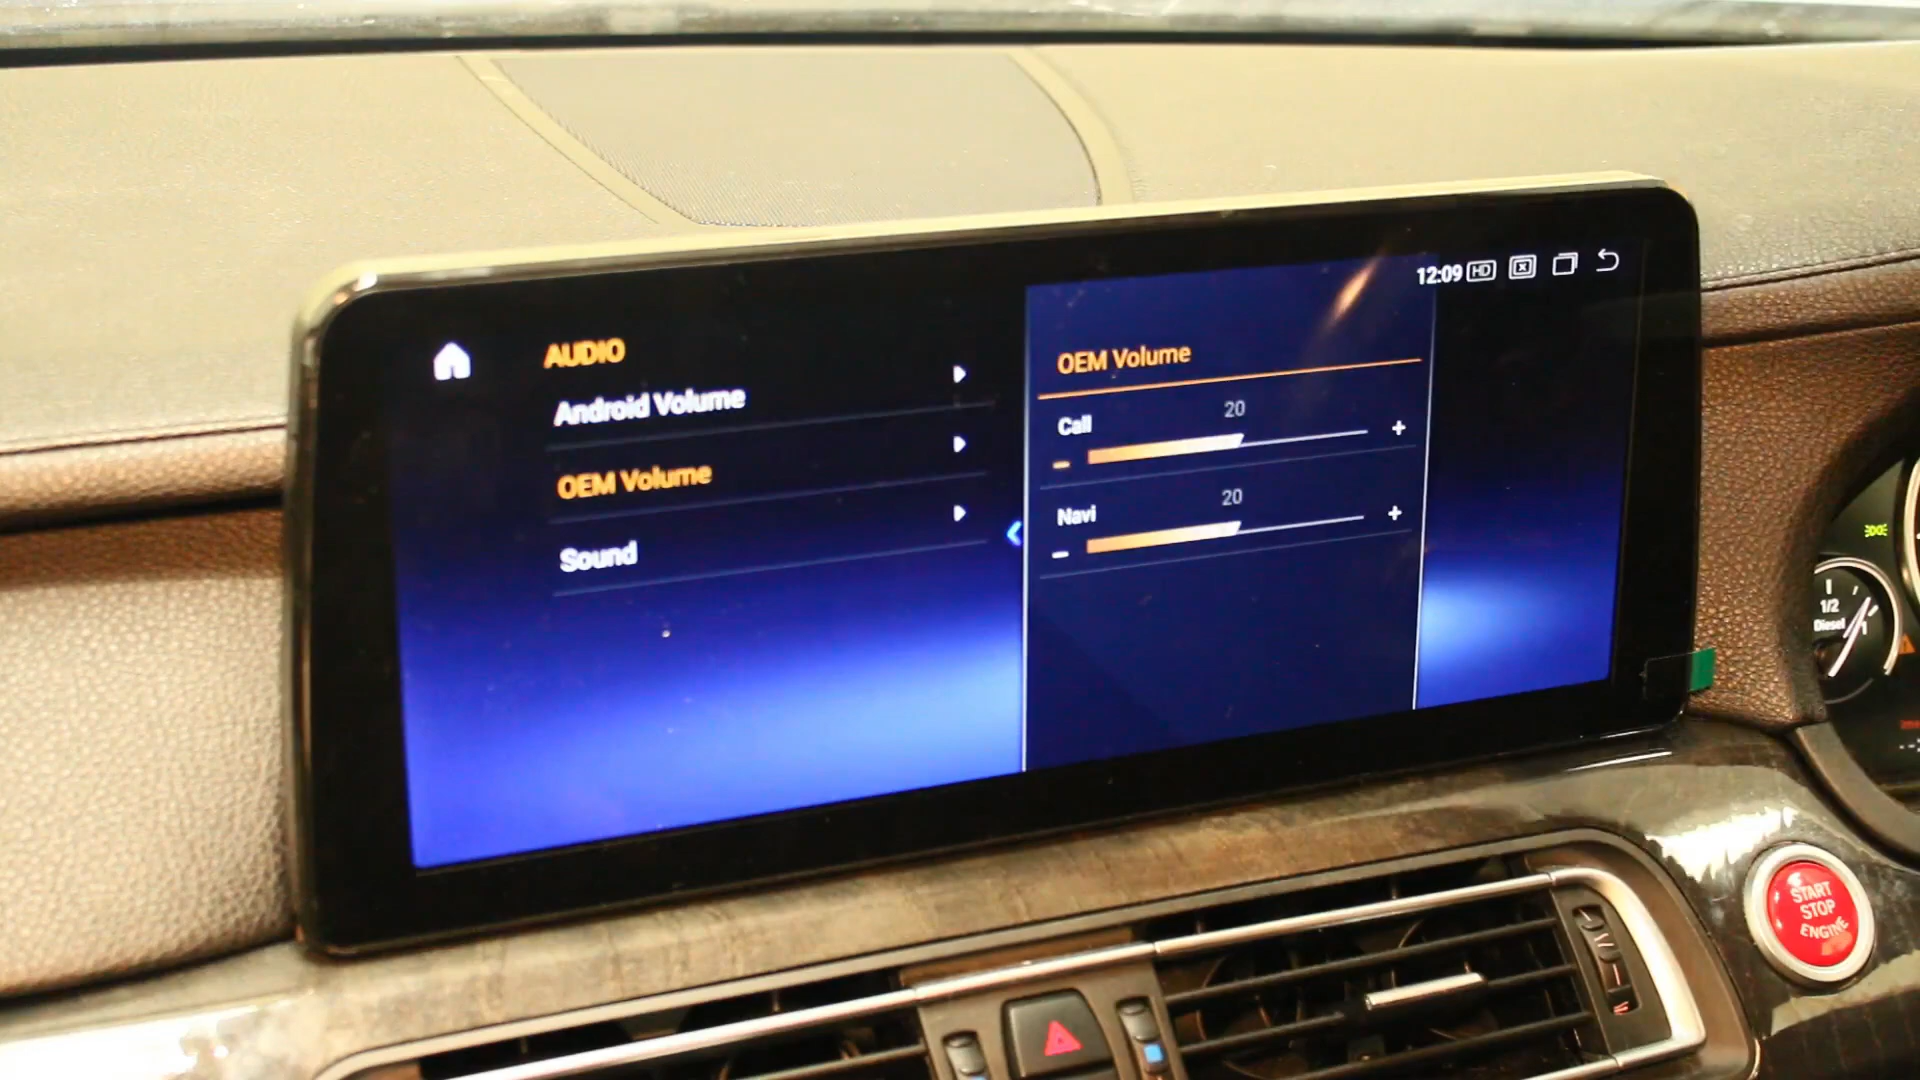 12:09 HD
AUDIO
Android Volume
OEM Volume
Sound
OEM Volume
Call
20
Navi
20
1/2
1
Diesel
START
STOP
ENGINE